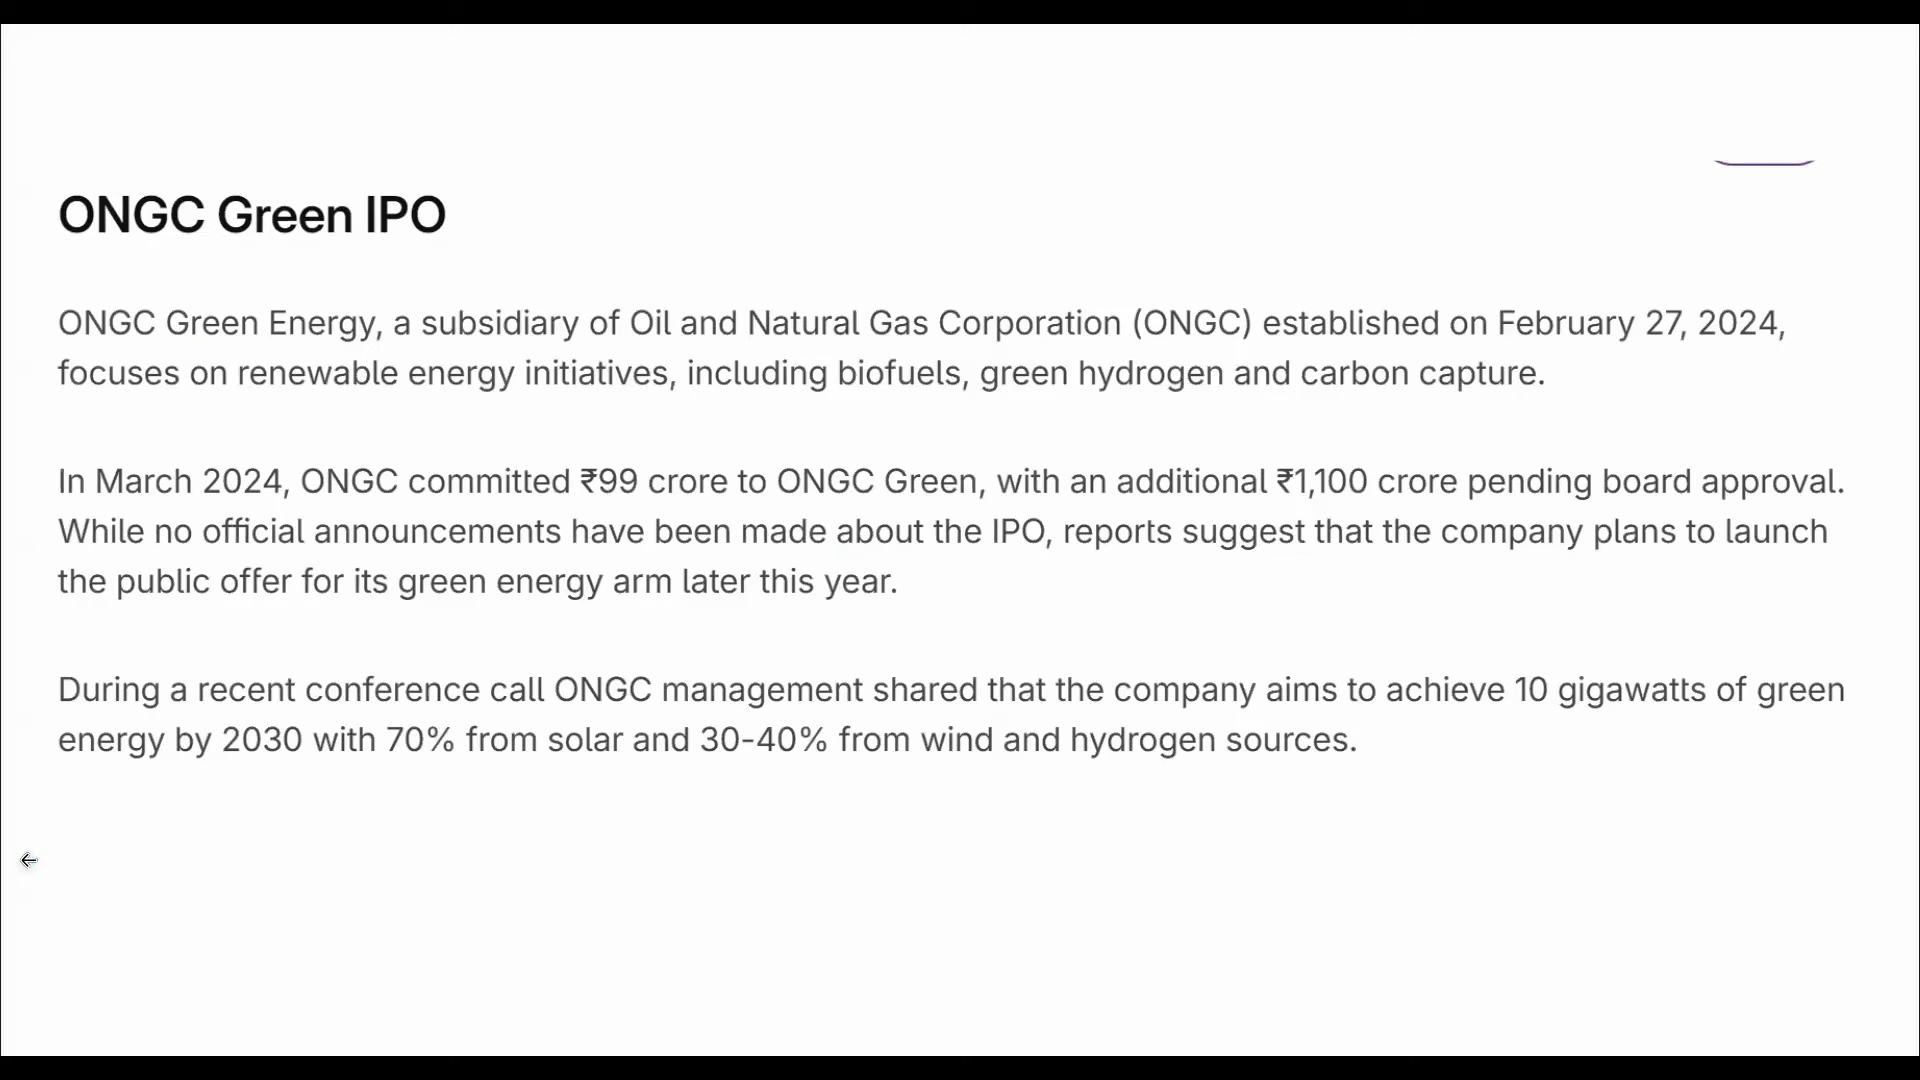 ONGC Green IPO
ONGC Green Energy, a subsidiary of Oil and Natural Gas Corporation (ONGC) established on February 27, 2024,
focuses on renewable energy initiatives, including biofuels, green hydrogen and carbon capture.
In March 2024, ONGC committed ₹99 crore to ONGC Green, with an additional ₹1,100 crore pending board approval.
While no official announcements have been made about the IPO, reports suggest that the company plans to launch
the public offer for its green energy arm later this year.
During a recent conference call ONGC management shared that the company aims to achieve 10 gigawatts of green
energy by 2030 with 70% from solar and 30-40% from wind and hydrogen sources.